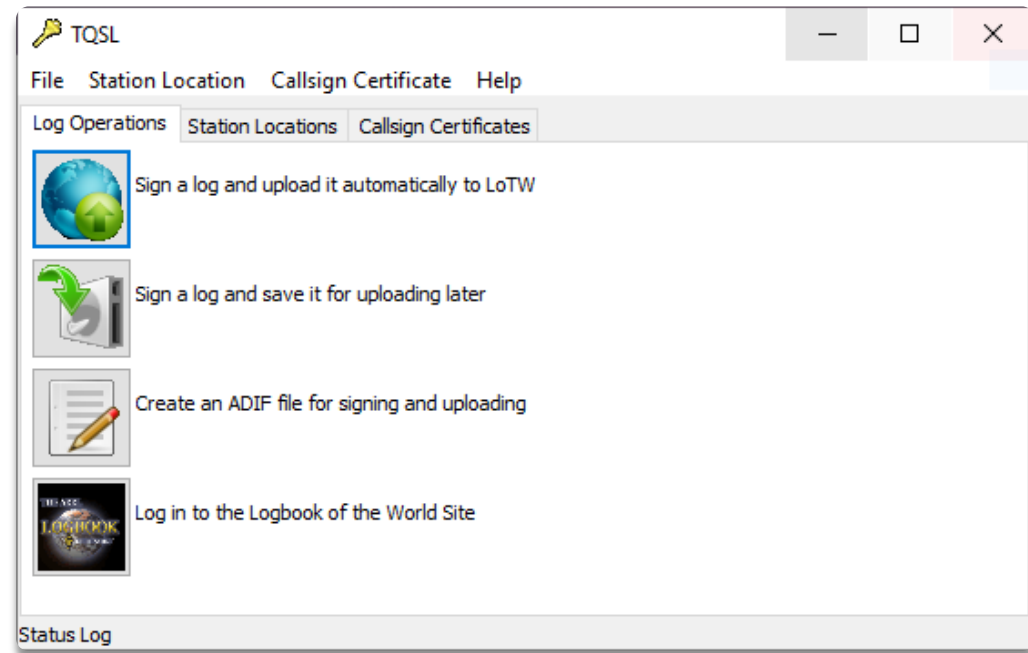 TQSL
File Station Location Callsign Certificate Help
Log Operations Station Locations Callsign Certificates
Sign a log and upload it automatically to LoTW
Sign a log and save it for uploading later
Create an ADIF file for signing and uploading
THE ARRL
LOGBOOK
Log in to the Logbook of the World Site
Status Log